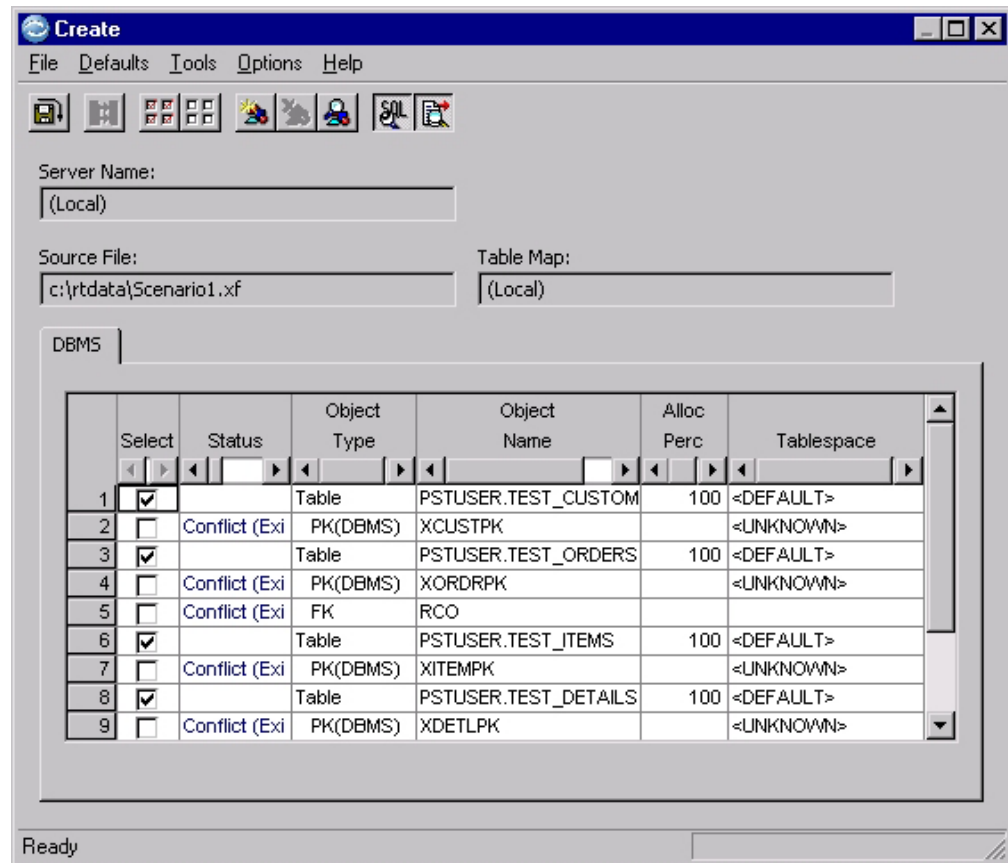 Create
File Defaults Tools Options Help
SQL
Server Name:
(Local)
Source File: Table Map:
c:\rtdata\Scenario1.xf (Local)
DBMS
Object Object Alloc
Select Status Type Name Perc Tablespace
1 Table PSTUSER.TEST_CUSTOM 100 <DEFAULT>
2 Conflict (Exi PK(DBMS) XCUSTPK <UNKNOWN>
3 Table PSTUSER.TEST_ORDERS 100 <DEFAULT>
4 Conflict (Exi PK(DBMS) XORDRPK <UNKNOWN>
5 Conflict (Exi FK RCO
6 Table PSTUSER.TEST_ITEMS 100 <DEFAULT>
7 Conflict (Exi PK(DBMS) XITEMPK <UNKNOWN>
8 Table PSTUSER.TEST_DETAILS 100 <DEFAULT>
9 Conflict (Exi PK(DBMS) XDETLPK <UNKNOWN>
Ready